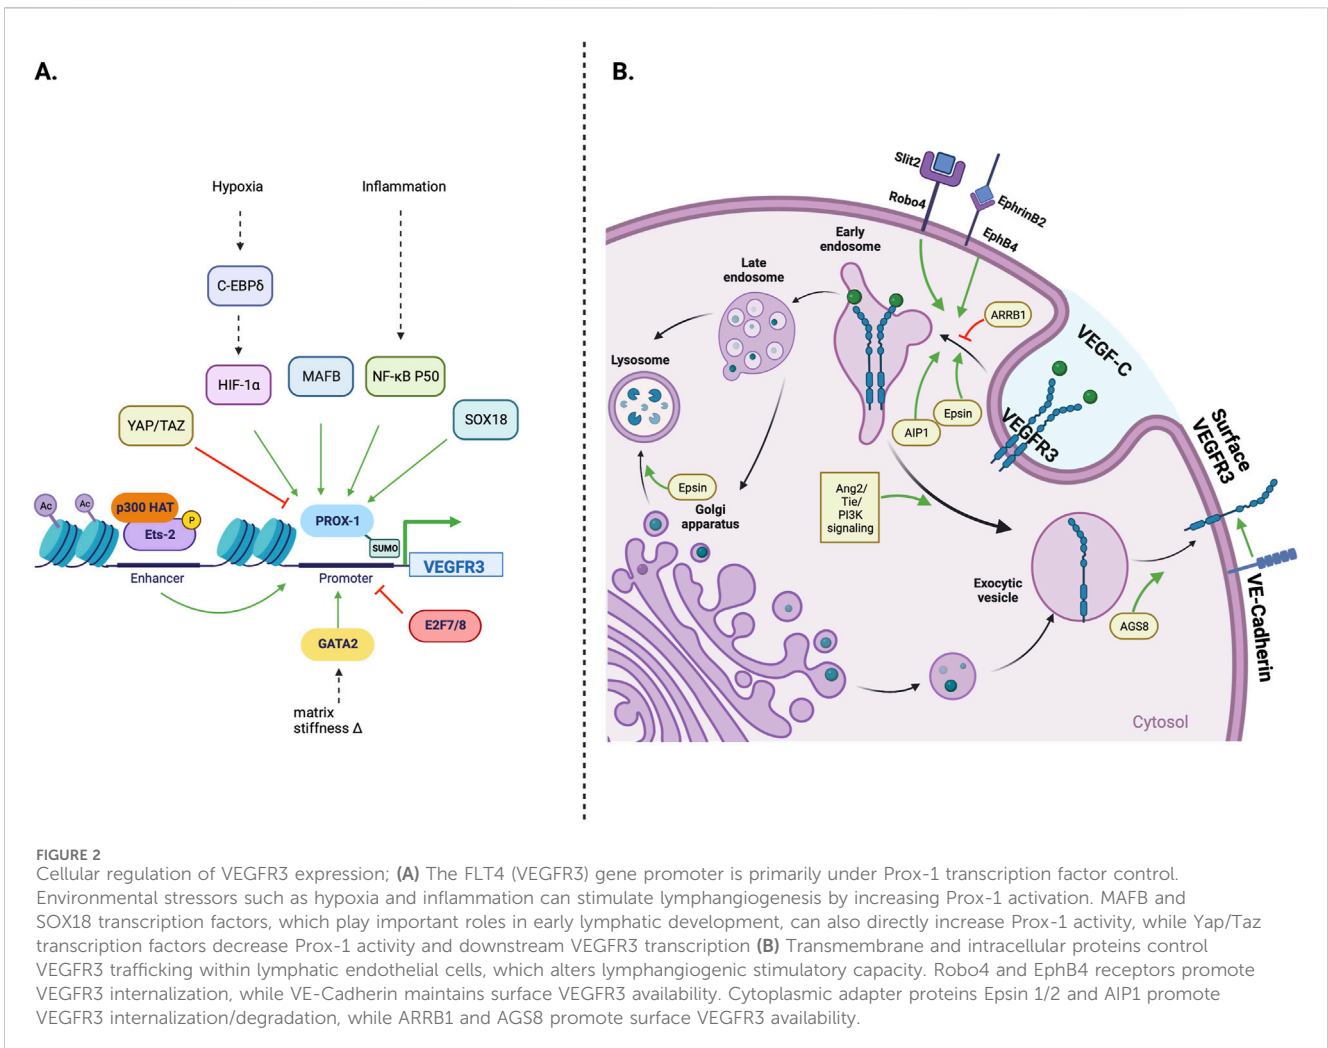 A.
Hypoxia
Inflammation
C-EBPδ
HIF-1α
MAFB
NF-κB P50
YAP/TAZ
SOX18
Ac
Ac
p300 HAT
Ets-2
P
PROX-1
SUMO
VEGFR3
Enhancer
Promoter
GATA2
E2F7/8
matrix
stiffness Δ
B.
Slit2
Robo4
EphrinB2
EphB4
Early
endosome
Late
endosome
ARRB1
VEGF-C
Lysosome
VEGFR3
Surface
VEGFR3
AIP1
Epsin
Epsin
Golgi
apparatus
Ang2/
Tie/
PI3K
signaling
Exocytic
vesicle
AGS8
VE-Cadherin
Cytosol
FIGURE 2
Cellular regulation of VEGFR3 expression; (A) The FLT4 (VEGFR3) gene promoter is primarily under Prox-1 transcription factor control.
Environmental stressors such as hypoxia and inflammation can stimulate lymphangiogenesis by increasing Prox-1 activation. MAFB and
SOX18 transcription factors, which play important roles in early lymphatic development, can also directly increase Prox-1 activity, while Yap/Taz
transcription factors decrease Prox-1 activity and downstream VEGFR3 transcription (B) Transmembrane and intracellular proteins control
VEGFR3 trafficking within lymphatic endothelial cells, which alters lymphangiogenic stimulatory capacity. Robo4 and EphB4 receptors promote
VEGFR3 internalization, while VE-Cadherin maintains surface VEGFR3 availability. Cytoplasmic adapter proteins Epsin 1/2 and AIP1 promote
VEGFR3 internalization/degradation, while ARRB1 and AGS8 promote surface VEGFR3 availability.